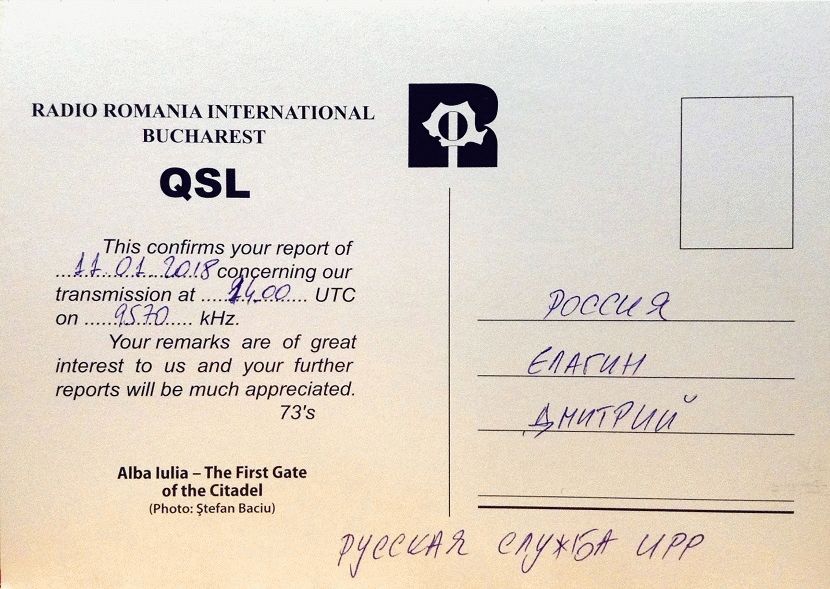 RADIO ROMANIA INTERNATIONAL
BUCHAREST
QSL
This confirms your report of
...11.01.2018 concerning our
transmission at ...14.00... UTC
on ...9570... kHz.
Your remarks are of great
interest to us and your further
reports will be much appreciated.
73's
Alba Iulia – The First Gate
of the Citadel
(Photo: Ştefan Baciu)
РОССИЯ
ЕЛАГИН
ДМИТРИЙ
РУССКАЯ СЛУЖБА ИРР